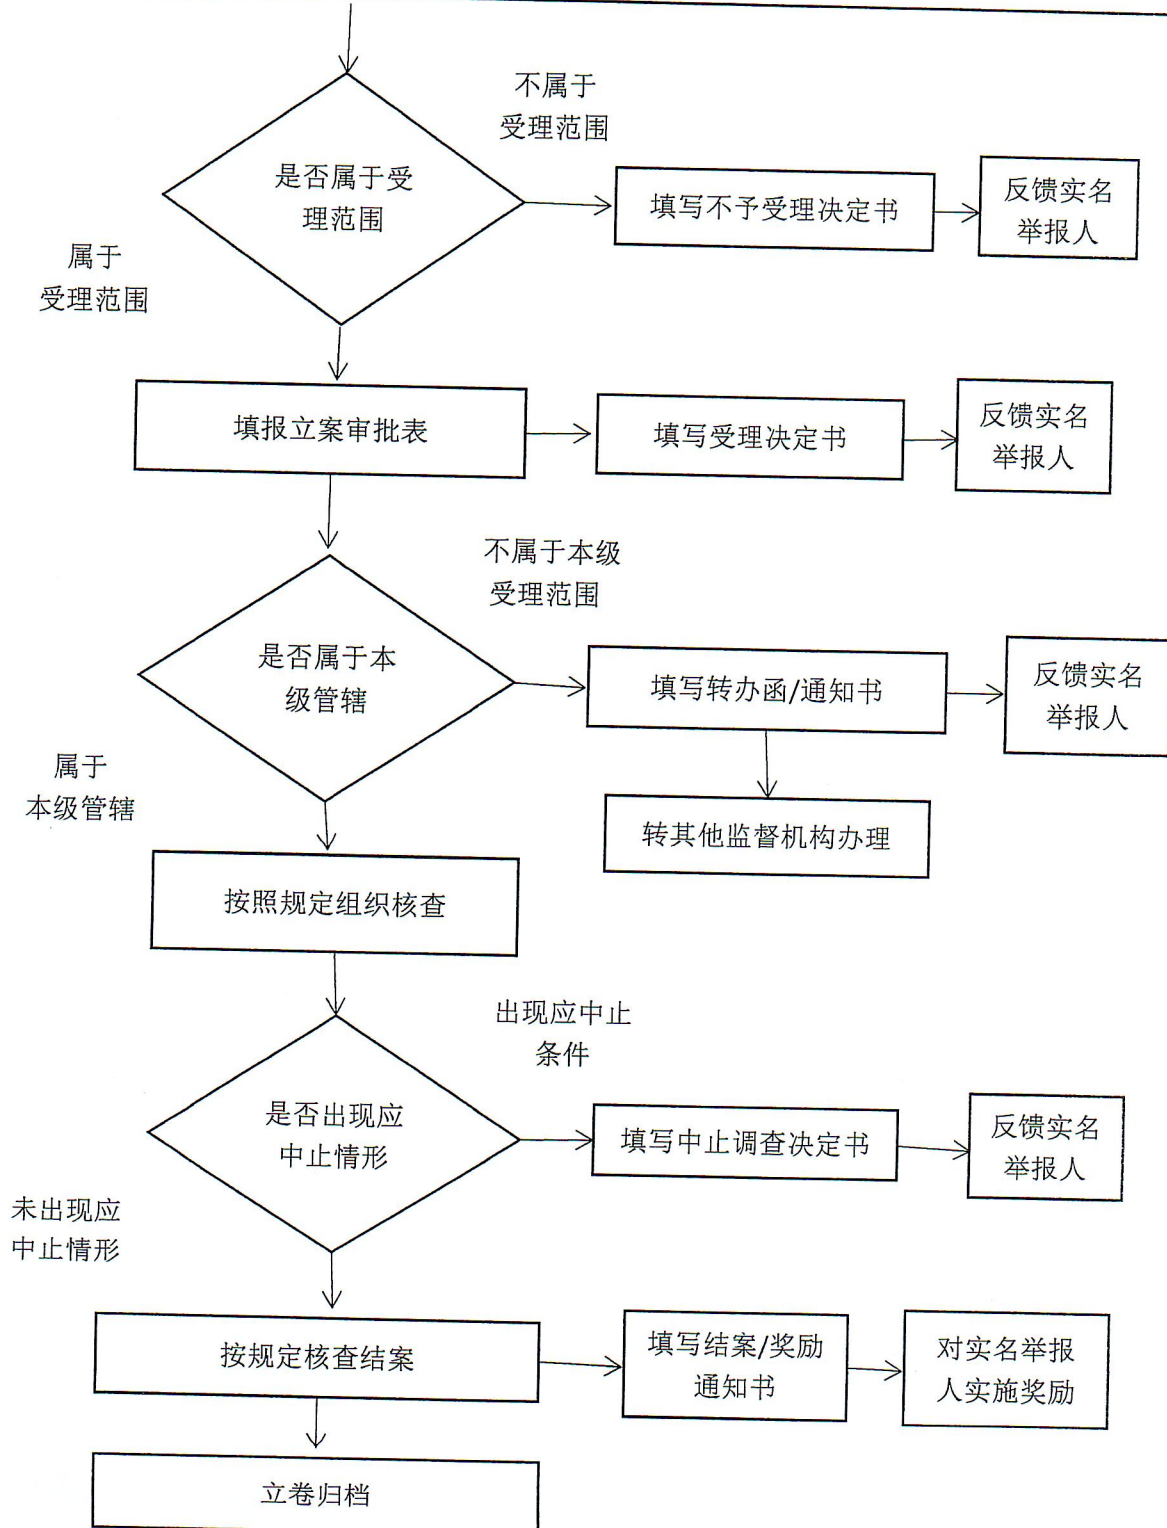 不属于
受理范围
是否属于受
理范围
填写不予受理决定书
反馈实名
举报人
属于
受理范围
填报立案审批表
填写受理决定书
反馈实名
举报人
不属于本级
受理范围
是否属于本
级管辖
填写转办函/通知书
反馈实名
举报人
属于
本级管辖
转其他监督机构办理
按照规定组织核查
出现应中止
条件
是否出现应
中止情形
填写中止调查决定书
反馈实名
举报人
未出现应
中止情形
按规定核查结案
填写结案/奖励
通知书
对实名举报
人实施奖励
立卷归档